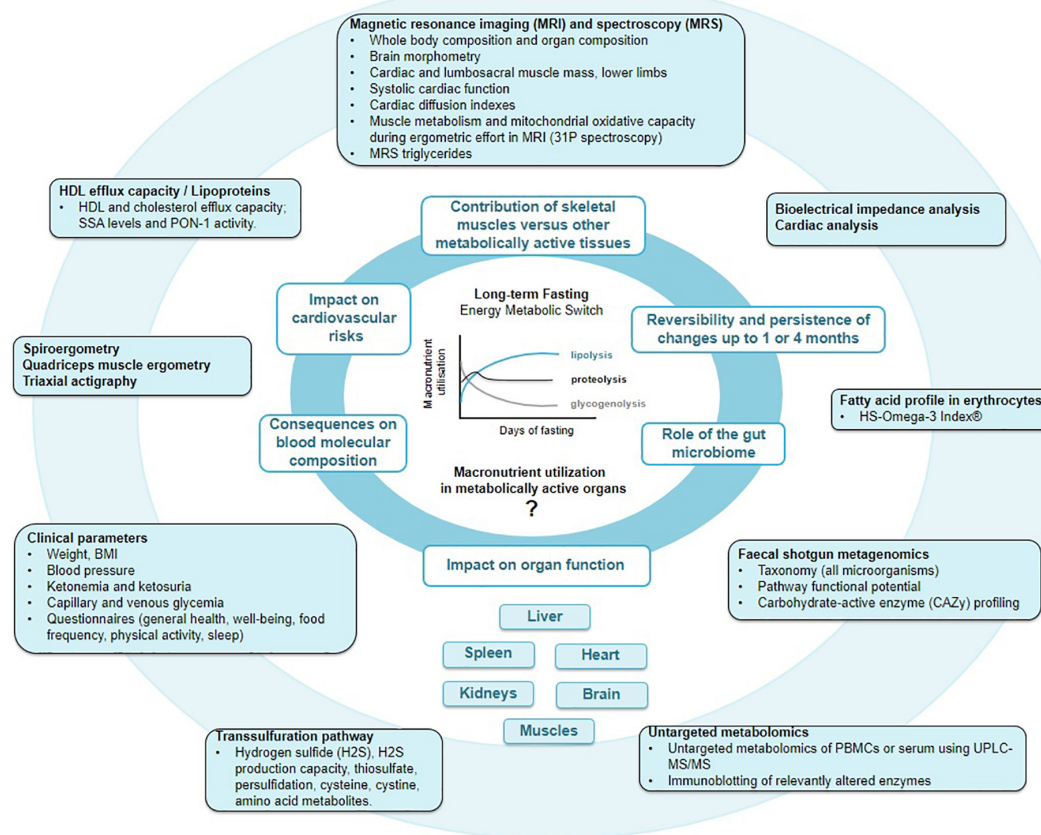 Magnetic resonance imaging (MRI) and spectroscopy (MRS)
• Whole body composition and organ composition
• Brain morphometry
• Cardiac and lumbosacral muscle mass, lower limbs
• Systolic cardiac function
• Cardiac diffusion indexes
• Muscle metabolism and mitochondrial oxidative capacity
during ergometric effort in MRI (31P spectroscopy)
• MRS triglycerides
HDL efflux capacity / Lipoproteins
• HDL and cholesterol efflux capacity;
SSA levels and PON-1 activity.
Bioelectrical impedance analysis
Cardiac analysis
Contribution of skeletal
muscles versus other
metabolically active tissues
Impact on
cardiovascular
risks
Long-term Fasting
Energy Metabolic Switch
Macronutrient
utilisation
lipolysis
proteolysis
glycogenolysis
Days of fasting
Reversibility and persistence of
changes up to 1 or 4 months
Spiroergometry
Quadriceps muscle ergometry
Triaxial actigraphy
Fatty acid profile in erythrocytes
• HS-Omega-3 Index®
Consequences on
blood molecular
composition
Role of the gut
microbiome
Macronutrient utilization
in metabolically active organs
?
Clinical parameters
• Weight, BMI
• Blood pressure
• Ketonemia and ketosuria
• Capillary and venous glycemia
• Questionnaires (general health, well-being, food
frequency, physical activity, sleep)
Impact on organ function
Faecal shotgun metagenomics
• Taxonomy (all microorganisms)
• Pathway functional potential
• Carbohydrate-active enzyme (CAZy) profiling
Liver
Spleen
Heart
Kidneys
Brain
Muscles
Transsulfuration pathway
• Hydrogen sulfide (H2S), H2S
production capacity, thiosulfate,
persulfidation, cysteine, cystine,
amino acid metabolites.
Untargeted metabolomics
• Untargeted metabolomics of PBMCs or serum using UPLC-
MS/MS
• Immunoblotting of relevantly altered enzymes